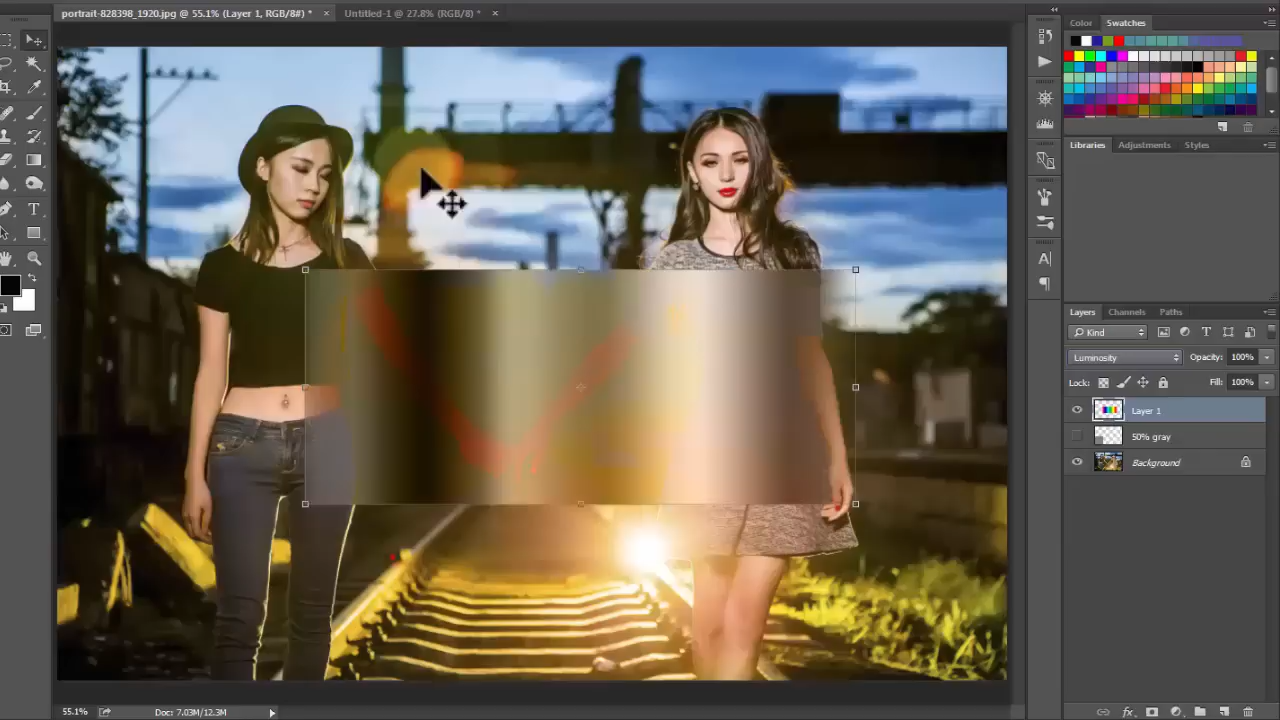 portrait-828398_1920.jpg @ 55.1% (Layer 1, RGB/8#) * ×
Untitled-1 @ 27.8% (RGB/8) * ×
Color Swatches
Libraries Adjustments Styles
Layers Channels Paths
Kind
Luminosity Opacity: 100%
Lock: Fill: 100%
Layer 1
50% gray
Background
fx
55.1% Doc: 7.03M/12.3M